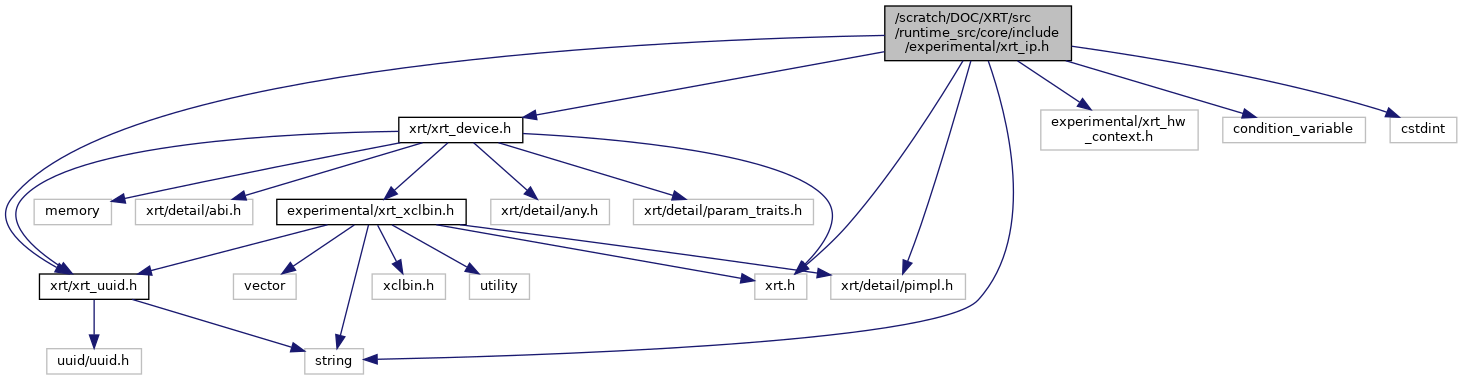 /scratch/DOC/XRT/src
/runtime_src/core/include
/experimental/xrt_ip.h
xrt/xrt_device.h
experimental/xrt_hw
_context.h
condition_variable
cstdint
memory
xrt/detail/abi.h
experimental/xrt_xclbin.h
xrt/detail/any.h
xrt/detail/param_traits.h
xrt/xrt_uuid.h
vector
xclbin.h
utility
xrt.h
xrt/detail/pimpl.h
uuid/uuid.h
string